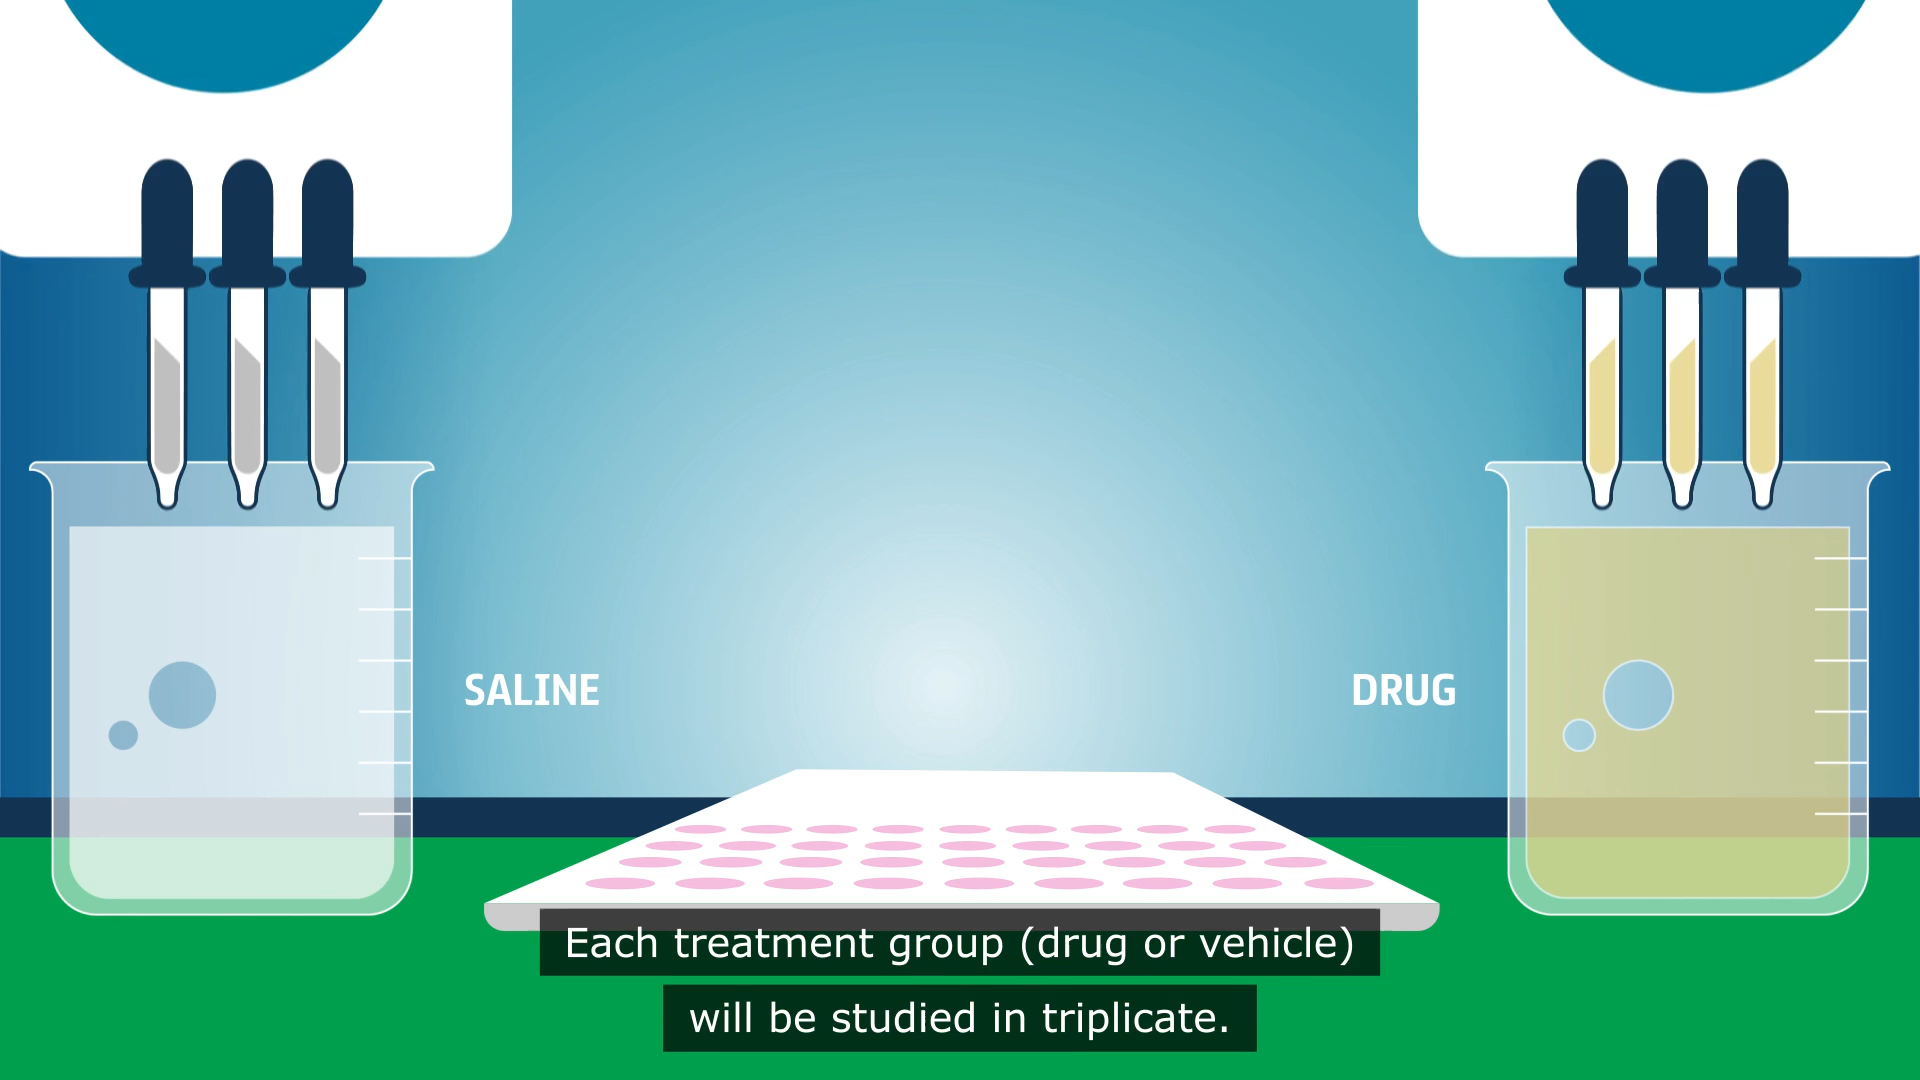 SALINE
DRUG
Each treatment group (drug or vehicle)
will be studied in triplicate.